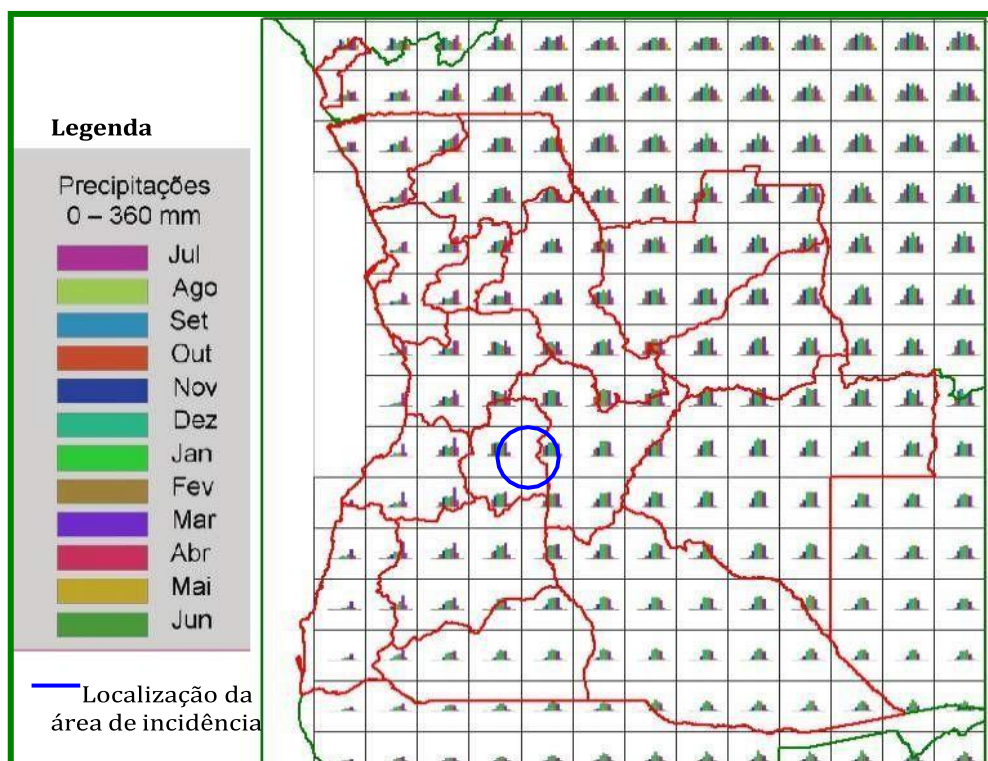 Legenda
Precipitações
0 – 360 mm
Jul
Ago
Set
Out
Nov
Dez
Jan
Fev
Mar
Abr
Mai
Jun
Localização da
área de incidência